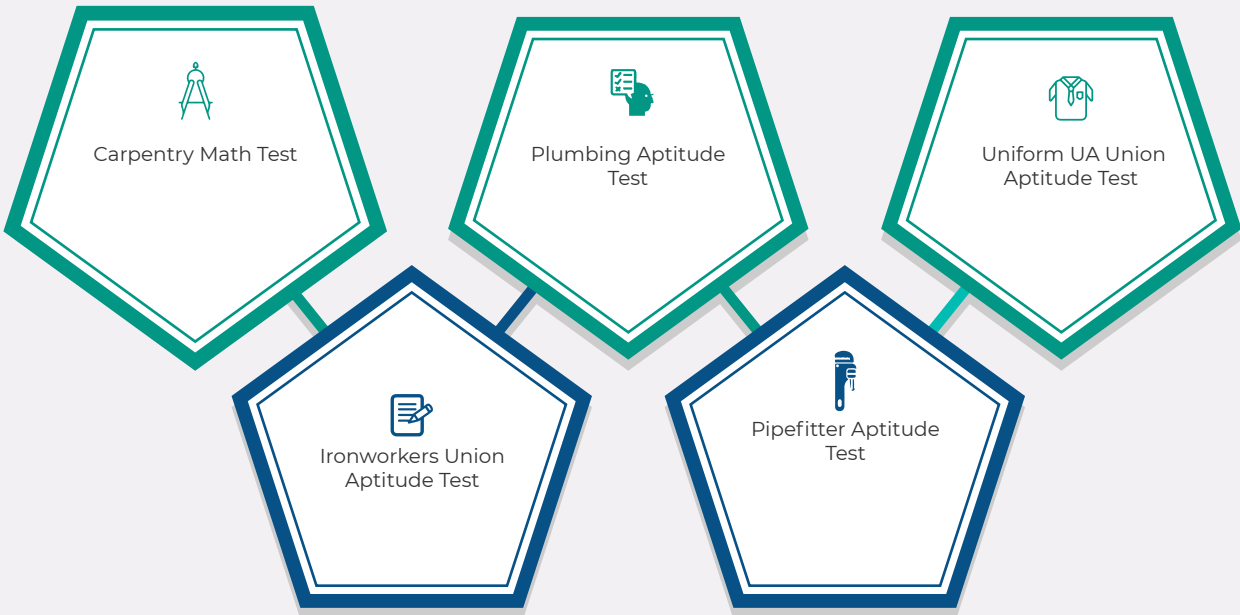 Carpentry Math Test
Plumbing Aptitude
Test
Uniform UA Union
Aptitude Test
Ironworkers Union
Aptitude Test
Pipefitter Aptitude
Test